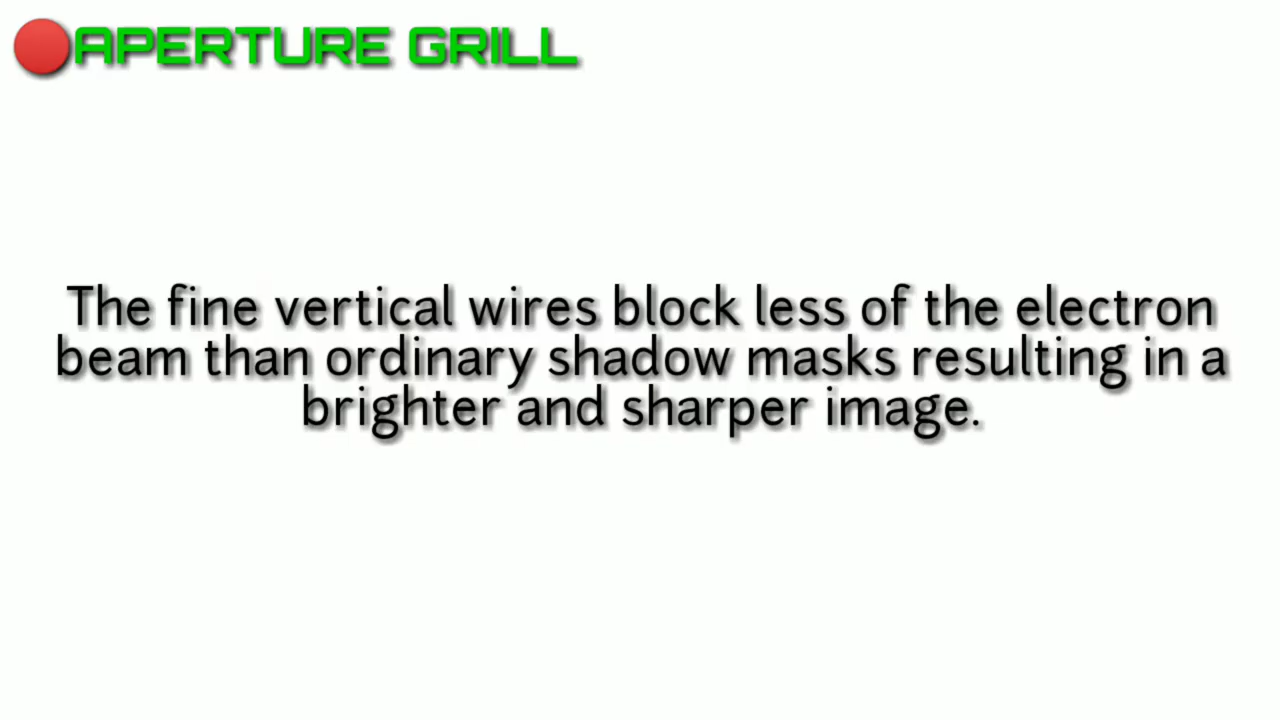 APERTURE GRILL
The fine vertical wires block less of the electron
beam than ordinary shadow masks resulting in a
brighter and sharper image.